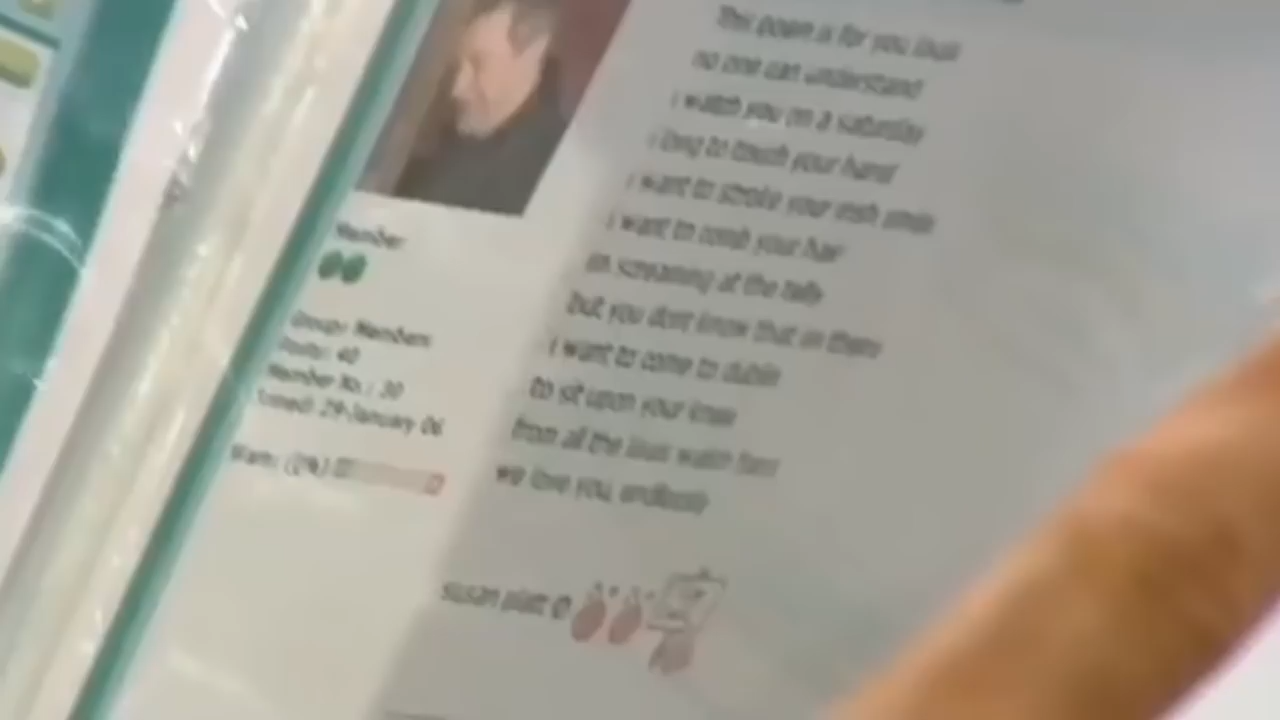 This poem is for you louis
no one can understand
i watch you on a saturday
i long to touch your hand
i want to stroke your irish smile
i want to comb your hair
im screaming at the telly
but you dont know that im there
i want to come to dublin
to sit upon your knee
from all the louis walsh fans
we love you, endlessly
susan platt
Member
Group: Members
Posts: 40
Member No.: 30
Joined: 29-January 06
Warn: (0%)